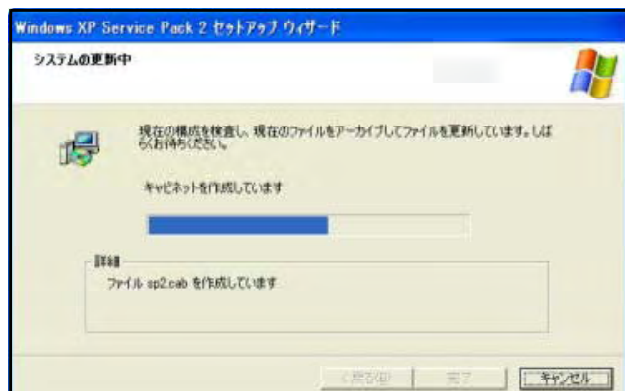 Windows XP Service Pack 2 セットアップ ウィザード
システムの更新中
現在の構成を検査し、現在のファイルをアーカイブしてファイルを更新しています。しば
らくお待ちください。
キャビネットを作成しています
詳細
ファイル sp2.cab を作成しています
< 戻る(B)
完了
キャンセル